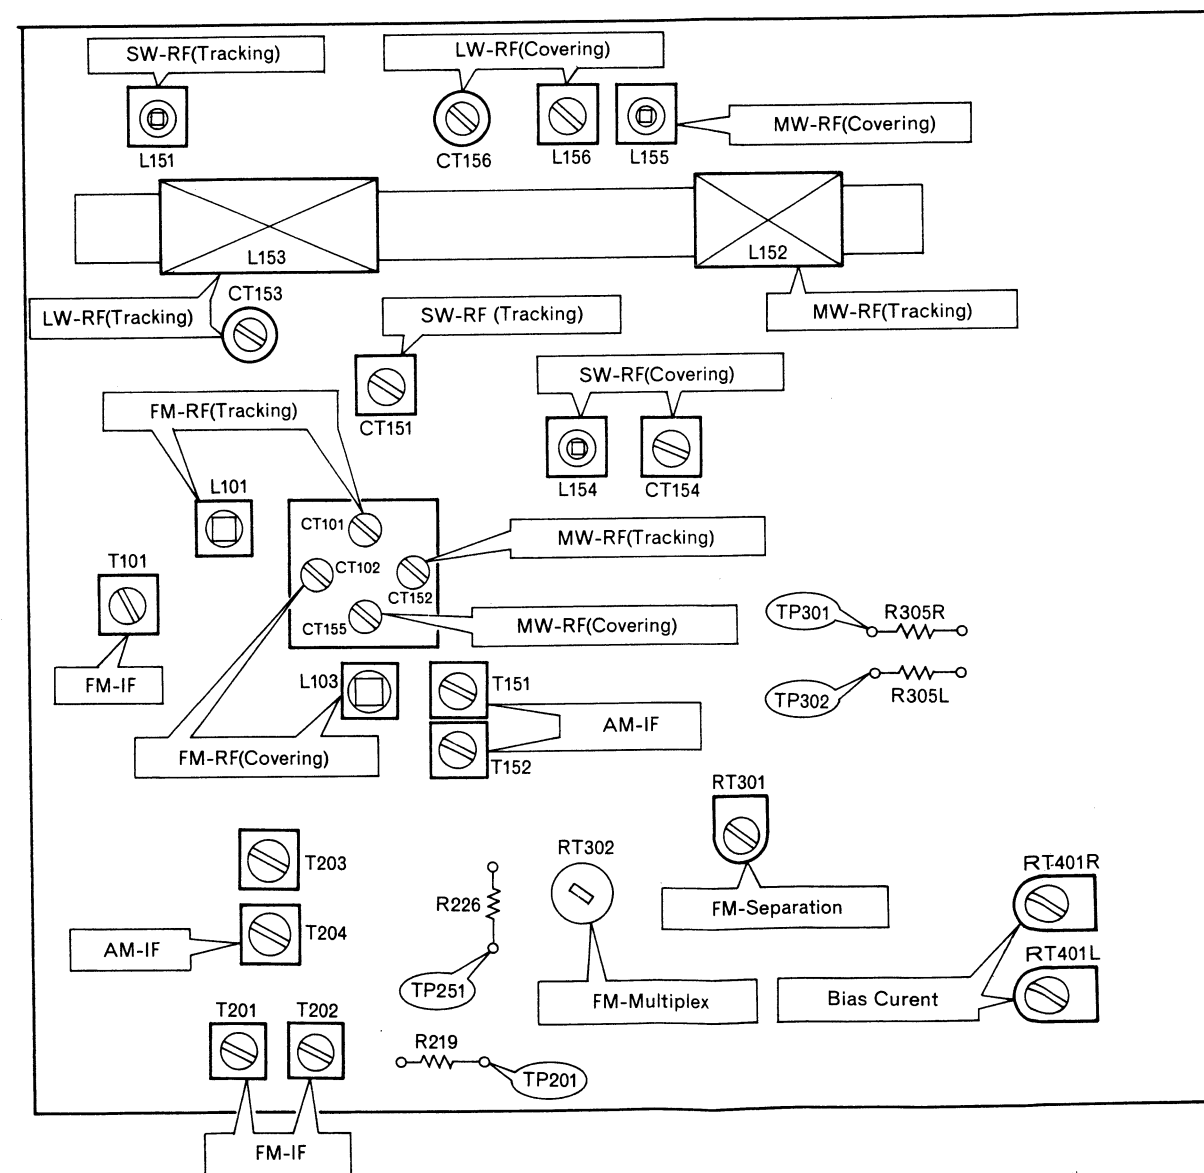 SW-RF(Tracking)
LW-RF(Covering)
MW-RF(Covering)
L151
CT156
L156
L155
L153
L152
LW-RF(Tracking)
CT153
SW-RF (Tracking)
MW-RF(Tracking)
SW-RF(Covering)
FM-RF(Tracking)
CT151
L154
CT154
L101
CT101
MW-RF(Tracking)
T101
CT102
CT152
CT155
MW-RF(Covering)
TP301
R305R
FM-IF
L103
T151
TP302
R305L
AM-IF
FM-RF(Covering)
T152
RT301
T203
RT302
RT401R
R226
FM-Separation
T204
AM-IF
RT401L
TP251
FM-Multiplex
Bias Curent
T201
T202
R219
TP201
FM-IF